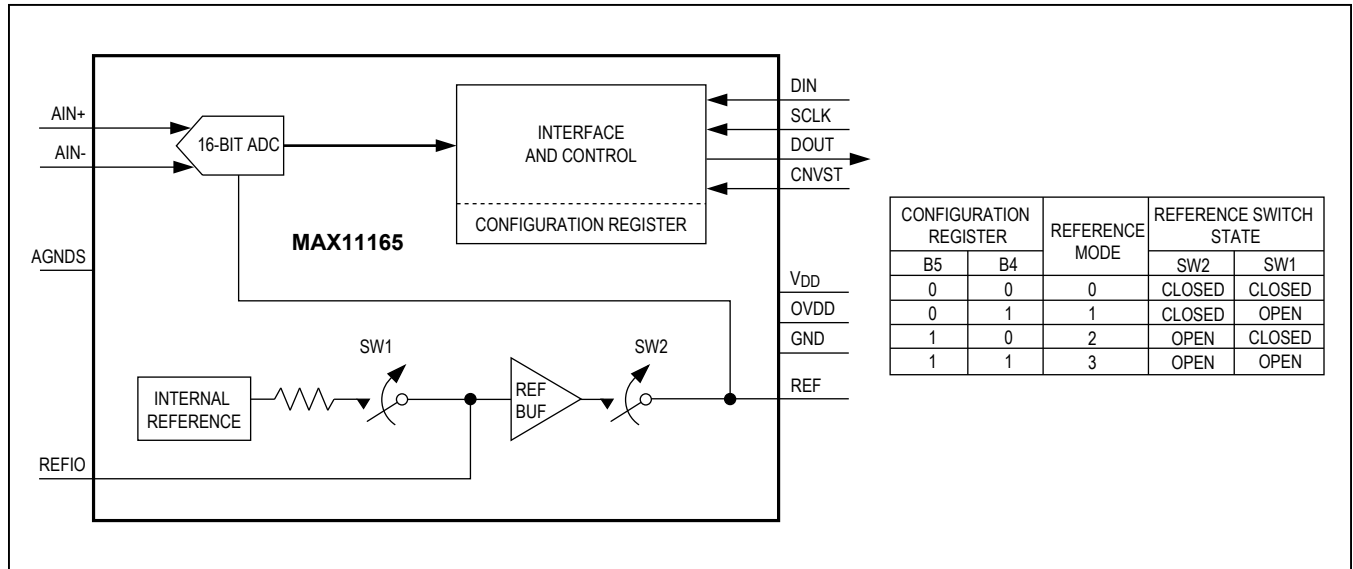 AIN+
AIN-
AGNDS
REFIO
16-BIT ADC
INTERFACE
AND CONTROL
CONFIGURATION REGISTER
MAX11165
SW1
SW2
INTERNAL
REFERENCE
REF
BUF
DIN
SCLK
DOUT
CNVST
VDD
OVDD
GND
REF
CONFIGURATION REGISTER
REFERENCE MODE
REFERENCE SWITCH STATE
B5 B4 SW2 SW1
0 0 0 CLOSED CLOSED
0 1 1 CLOSED OPEN
1 0 2 OPEN CLOSED
1 1 3 OPEN OPEN